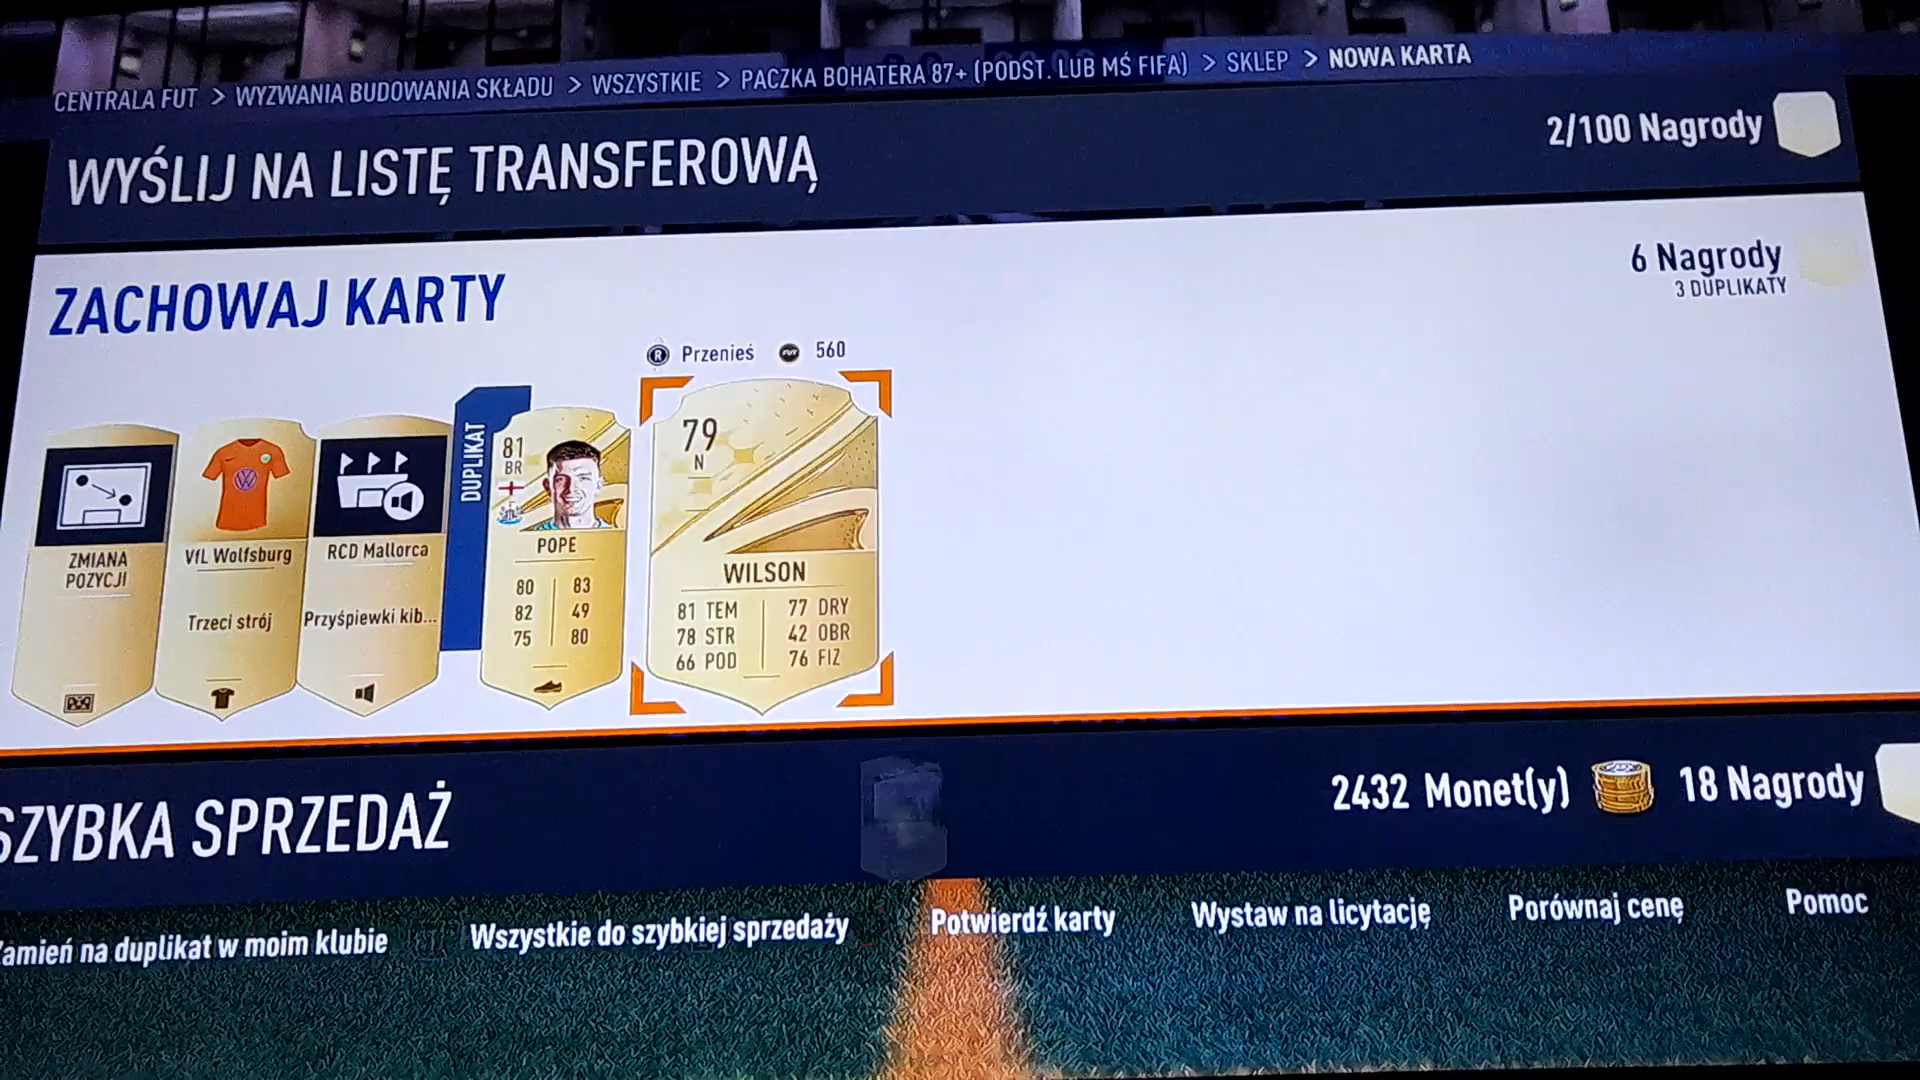 CENTRALA FUT > WYZWANIA BUDOWANIA SKŁADU > WSZYSTKIE > PACZKA BOHATERA 87+ (PODST. LUB MŚ FIFA) > SKLEP > NOWA KARTA
WYŚLIJ NA LISTĘ TRANSFEROWĄ
2/100 Nagrody
ZACHOWAJ KARTY
6 Nagrody
3 DUPLIKATY
R Przenieś FUT 560
ZMIANA
POZYCJI
VfL Wolfsburg
Trzeci strój
RCD Mallorca
Przyśpiewki kib...
DUPLIKAT
81
BR
POPE
80 83
82 49
75 80
79
N
WILSON
81 TEM 77 DRY
78 STR 42 OBR
66 POD 76 FIZ
SZYBKA SPRZEDAŻ
2432 Monet(y)
18 Nagrody
Zamień na duplikat w moim klubie
Wszystkie do szybkiej sprzedaży
Potwierdź karty
Wystaw na licytację
Porównaj cenę
Pomoc